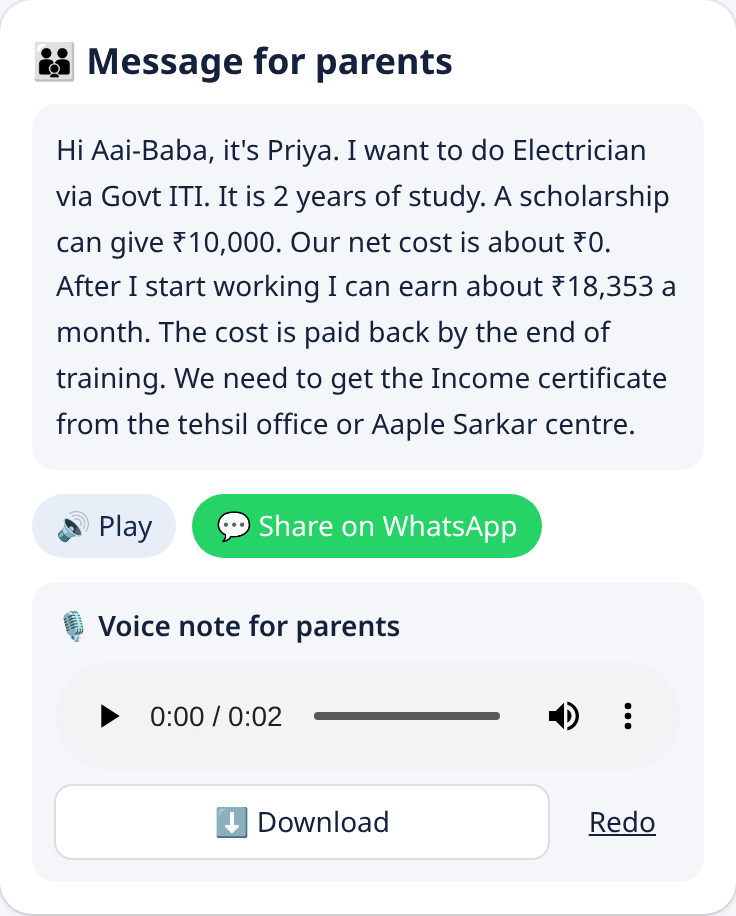 Message for parents
Hi Aai-Baba, it's Priya. I want to do Electrician
via Govt ITI. It is 2 years of study. A scholarship
can give ₹10,000. Our net cost is about ₹0.
After I start working I can earn about ₹18,353 a
month. The cost is paid back by the end of
training. We need to get the Income certificate
from the tehsil office or Aaple Sarkar centre.
Play
Share on WhatsApp
Voice note for parents
0:00 / 0:02
Download
Redo